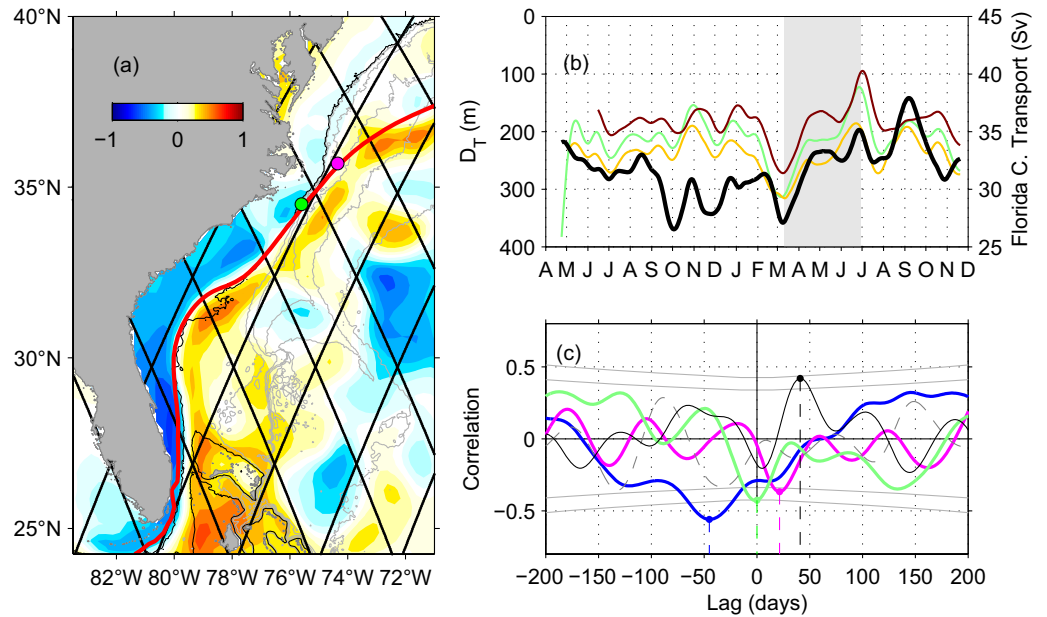 40°N
35°N
30°N
25°N
82°W 80°W 78°W 76°W 74°W 72°W
(a)
−1 0 1
(b)
0
100
200
300
400
D_T (m)
45
40
35
30
25
Florida C. Transport (Sv)
A M J J A S O N D J F M A M J J A S O N D
(c)
0.5
0
−0.5
Correlation
−200 −150 −100 −50 0 50 100 150 200
Lag (days)